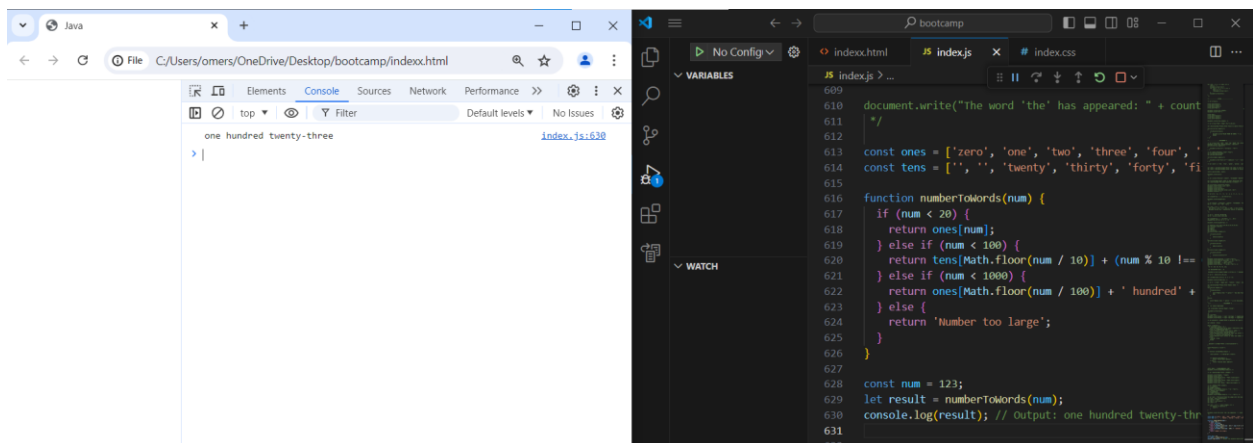 Java
File C:/Users/omers/OneDrive/Desktop/bootcamp/indexx.html
Elements Console Sources Network Performance
top Filter Default levels No Issues
one hundred twenty-three index.js:630
>
bootcamp
No Config indexx.html JS index.js # index.css
VARIABLES
JS index.js > ...
WATCH
1
609
610 document.write("The word 'the' has appeared: " + count
611 */
612
613 const ones = ['zero', 'one', 'two', 'three', 'four', '
614 const tens = ['', '', 'twenty', 'thirty', 'forty', 'fi
615
616 function numberToWords(num) {
617 if (num < 20) {
618 return ones[num];
619 } else if (num < 100) {
620 return tens[Math.floor(num / 10)] + (num % 10 !==
621 } else if (num < 1000) {
622 return ones[Math.floor(num / 100)] + ' hundred' +
623 } else {
624 return 'Number too large';
625 }
626 }
627
628 const num = 123;
629 let result = numberToWords(num);
630 console.log(result); // Output: one hundred twenty-thr
631